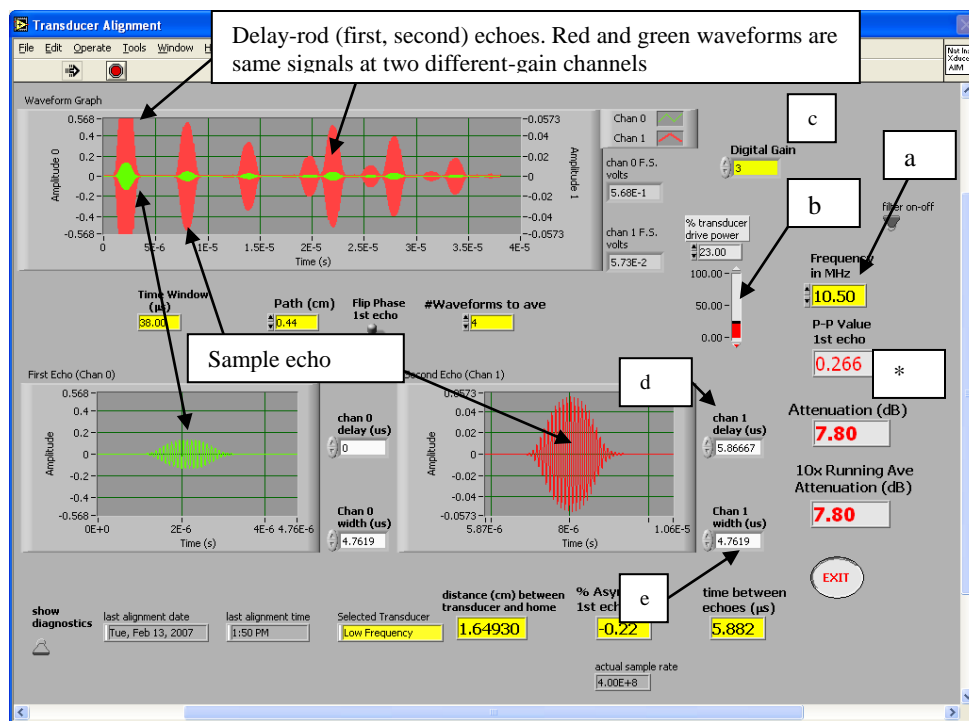 Transducer Alignment
File Edit Operate Tools Window H
Delay-rod (first, second) echoes. Red and green waveforms are
same signals at two different-gain channels
Waveform Graph
0.568
0.4
0.2
0
-0.2
-0.4
-0.568
Amplitude 0
0 5E-6 1E-5 1.5E-5 2E-5 2.5E-5 3E-5 3.5E-5 4E-5
Time (s)
-0.0573
-0.04
-0.02
-0
--0.02
--0.04
--0.0573
Amplitude 1
Chan 0
Chan 1
chan 0 F.S.
volts
5.68E-1
chan 1 F.S.
volts
5.73E-2
c
Digital Gain
3
a
b
filter on-off
% transducer
drive power
23.00
100.00
50.00
0.00
Frequency
in MHz
10.50
P-P Value
1st echo
0.266
*
Time Window
(µs)
38.00
Path (cm)
0.44
Flip Phase
1st echo
#Waveforms to ave
4
Sample echo
First Echo (Chan 0)
0.568
0.4
0.2
0
-0.2
-0.4
-0.568
Amplitude
0E+0 2E-6 4E-6 4.76E-6
Time (s)
chan 0
delay (us)
0
Chan 0
width (us)
4.7619
Second Echo (Chan 1)
0.0573
0.04
0.02
0
-0.02
-0.04
-0.0573
Amplitude
5.87E-6 8E-6 1.06E-5
Time (s)
d
chan 1
delay (us)
5.86667
Chan 1
width (us)
4.7619
e
Attenuation (dB)
7.80
10x Running Ave
Attenuation (dB)
7.80
EXIT
show
diagnostics
last alignment date
Tue, Feb 13, 2007
last alignment time
1:50 PM
Selected Transducer
Low Frequency
distance (cm) between
transducer and home
1.64930
% Asy
1st ech
-0.22
time between
echoes (µs)
5.882
actual sample rate
4.00E+8